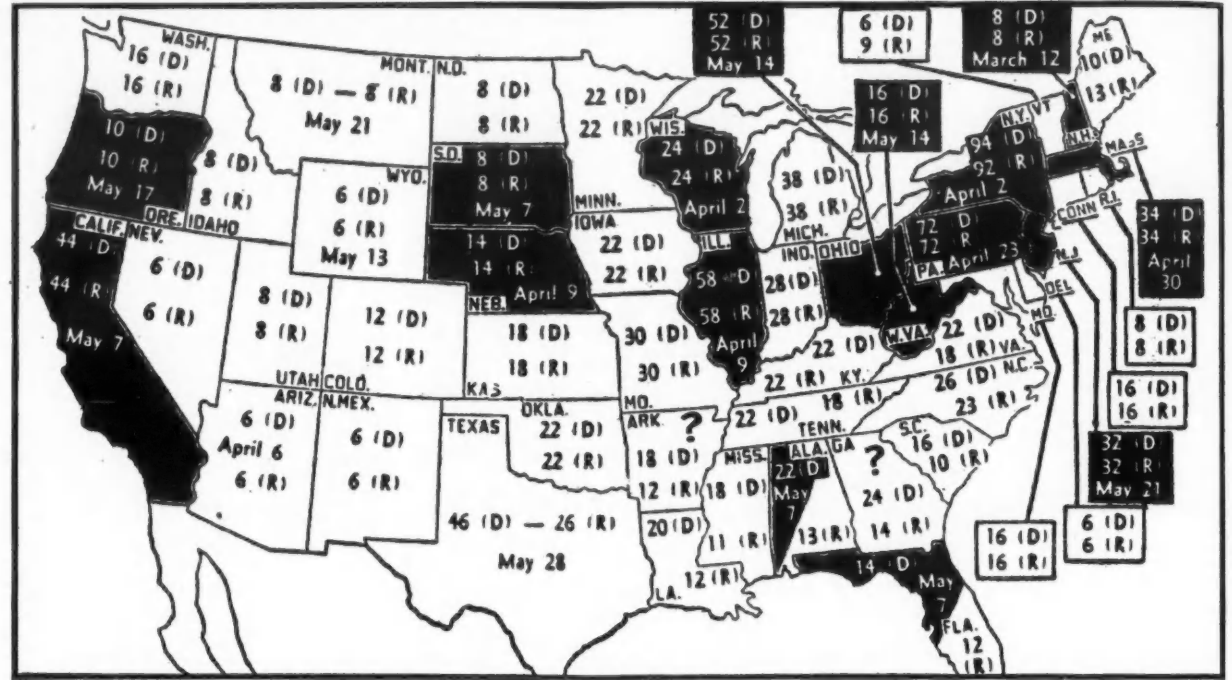 52 (D)
52 (R)
May 14
6 (D)
9 (R)
8 (D)
8 (R)
March 12
16 (D)
16 (R)
May 14
WASH.
16 (D)
16 (R)
MONT.
8 (D) — 8 (R)
May 21
N.D.
8 (D)
8 (R)
22 (D)
22 (R)
MINN.
WIS.
24 (D)
24 (R)
April 2
38 (D)
38 (R)
MICH.
N.Y.
94 (D)
92 (R)
April 2
VT
N.H.
ME
10(D)
13 (R)
MASS
10 (D)
10 (R)
May 17
ORE.
IDAHO
8 (D)
8 (R)
WYO.
6 (D)
6 (R)
May 13
S.D.
8 (D)
8 (R)
May 7
14 (D)
14 (R)
NEB.
April 9
IOWA
22 (D)
22 (R)
ILL.
58 (D)
58 (R)
April
9
IND.
28(D)
28(R)
OHIO
72 D
72 R
PA.
April 23
CONN
R.I.
N.J
DEL
MD.
34 (D)
34 (R)
April
30
CALIF.
44 (D
44 (R
May 7
NEV.
6 (D)
6 (R)
8 (D)
8 (R)
UTAH
12 (D)
12 (R)
COLO.
18 (D)
18 (R)
KAS
30 (D)
30 (R)
MO.
22 (D)
22 (R)
KY.
W.VA.
22 (D)
18 (R)
VA.
8 (D)
8 (R)
16 (D)
16 (R)
32 (D
32 (R)
May 21
6 (D)
6 (R)
16 (D)
16 (R)
ARIZ.
6 (D)
April 6
6 (R)
N.MEX.
6 (D)
6 (R)
TEXAS
46 (D) — 26 (R)
May 28
OKLA.
22 (D)
22 (R)
ARK.
?
18 (D)
12 (R)
22 (D)
18 (R)
TENN.
26 (D)
N.C.
23 (R)
S.C.
16 (D)
10 (R)
MISS.
18 (D)
11 (R)
ALA.
22 (D
May
7
13(R)
GA
?
24 (D)
14 (R)
20(D)
12 (R)
LA.
14 (D)
May
7
FLA.
12
(R)